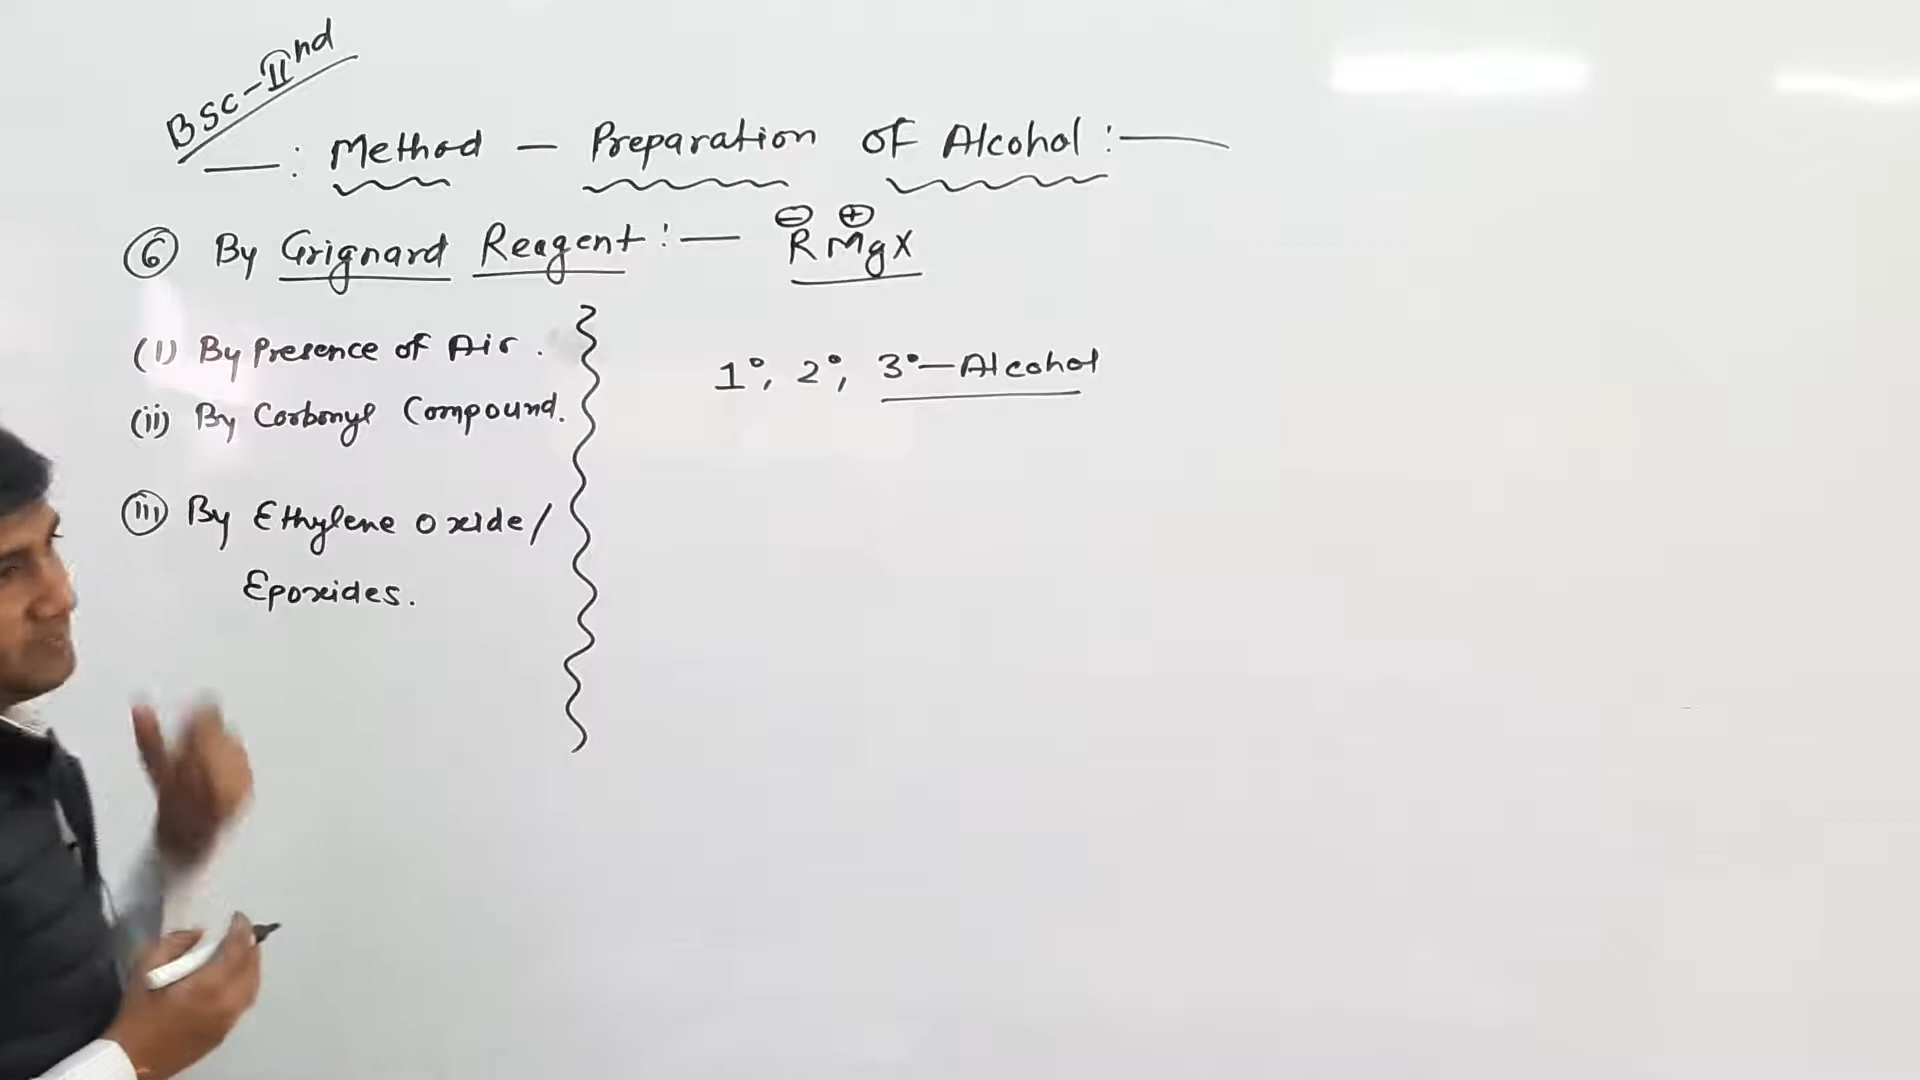 BSC-IInd
: Method - Preparation of Alcohol :-
⑥ By Grignard Reagent :- R⊖ Mg⊕ X
(i) By Presence of Air.
(ii) By Carbonyl Compound.
(iii) By Ethylene oxide/
Epoxides.
1°, 2°, 3°-Alcohol